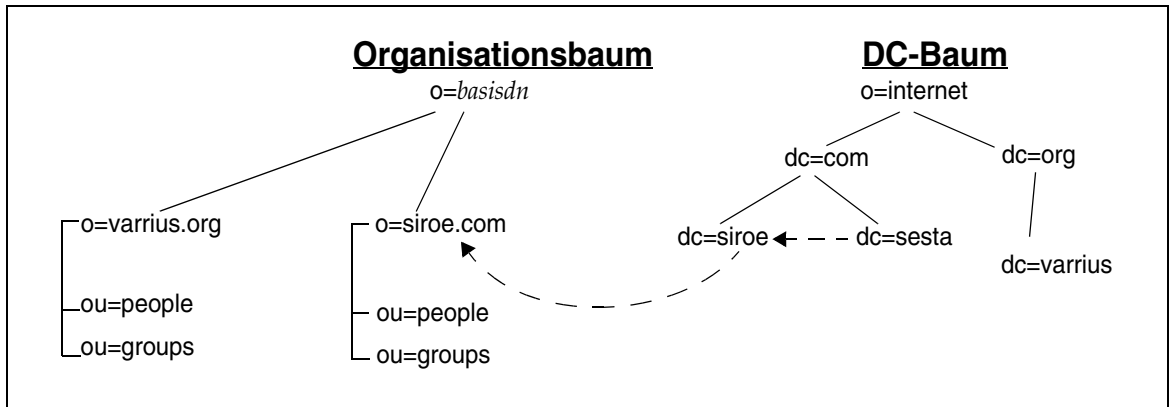 Organisationsbaum
o=basisdn
o=varrius.org
ou=people
ou=groups
o=siroe.com
ou=people
ou=groups
DC-Baum
o=internet
dc=com
dc=org
dc=siroe
dc=sesta
dc=varrius